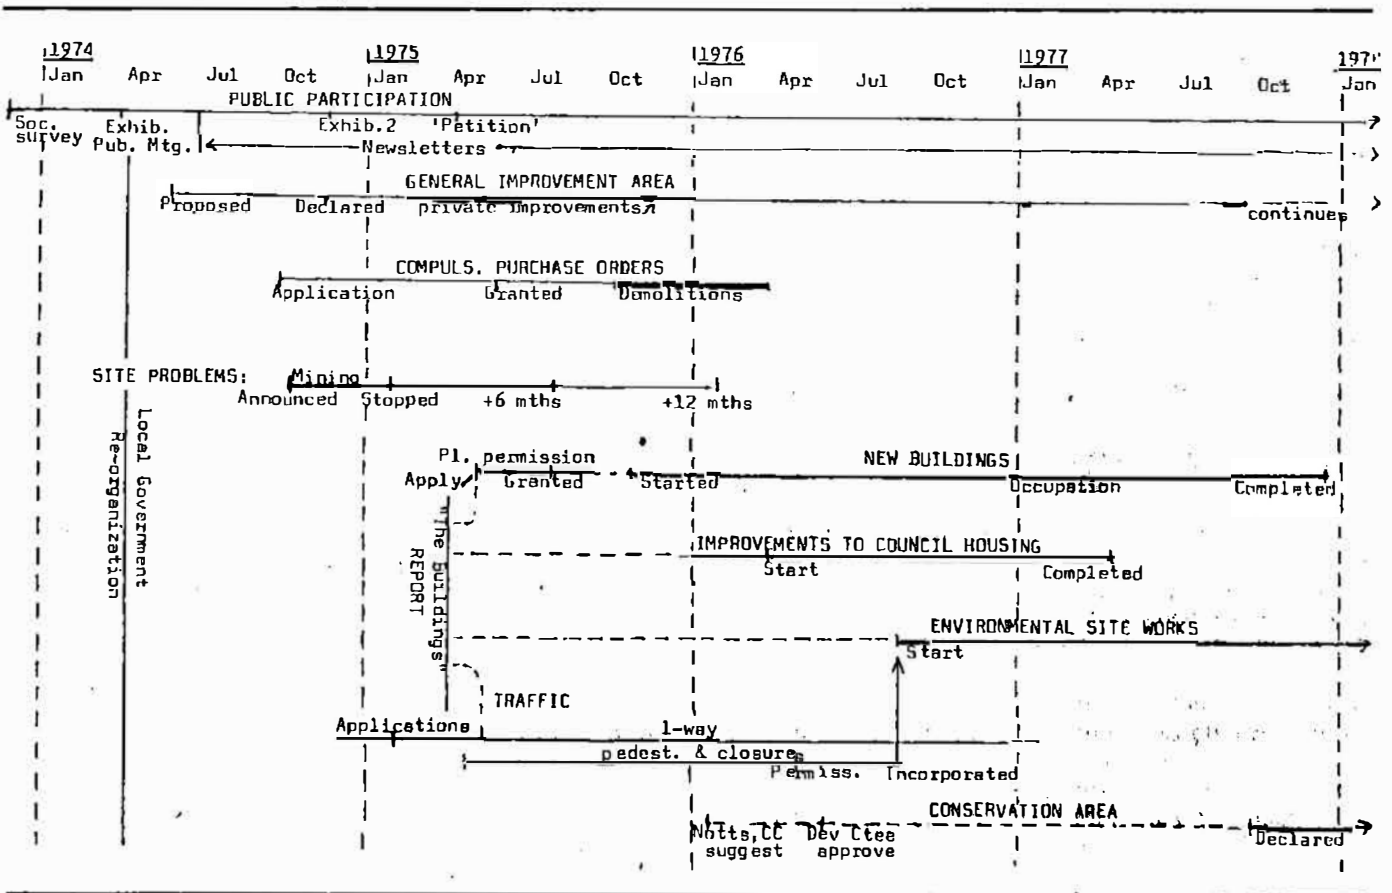 1974 1975 1976 1977
Jan Apr Jul Oct Jan Apr Jul Oct Jan Apr Jul Oct Jan Apr Jul Oct Jan
PUBLIC PARTICIPATION
Soc. survey
Exhib.
Pub. Mtg.
Exhib.2
'Petition'
Newsletters
GENERAL IMPROVEMENT AREA
Proposed Declared private improvements
continues
COMPULS. PURCHASE ORDERS
Application Granted Demolitions
SITE PROBLEMS: Mining
Announced Stopped +6 mths +12 mths
Local Government
Re-organization
Pl. permission
Apply Granted
NEW BUILDINGS
Started Occupation Completed
"The buildings"
REPORT
IMPROVEMENTS TO COUNCIL HOUSING
Start Completed
ENVIRONMENTAL SITE WORKS
Start
TRAFFIC
Applications 1-way
pedest. & closures
Permiss. Incorporated
CONSERVATION AREA
Notts,CC
suggest
Dev Ctee
approve
Declared